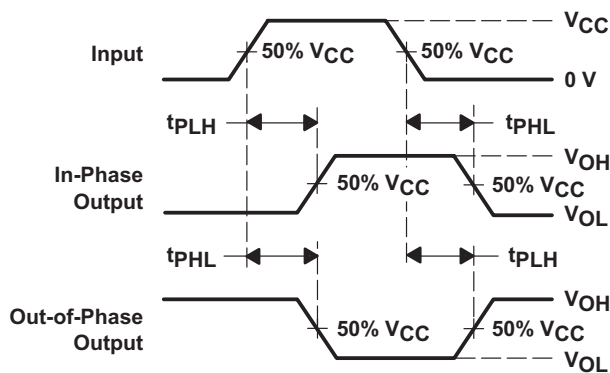 VCC
Input
50% VCC
50% VCC
0 V
tPLH
tPHL
In-Phase
Output
VOH
50% VCC
50% VCC
VOL
tPHL
tPLH
Out-of-Phase
Output
VOH
50% VCC
50% VCC
VOL